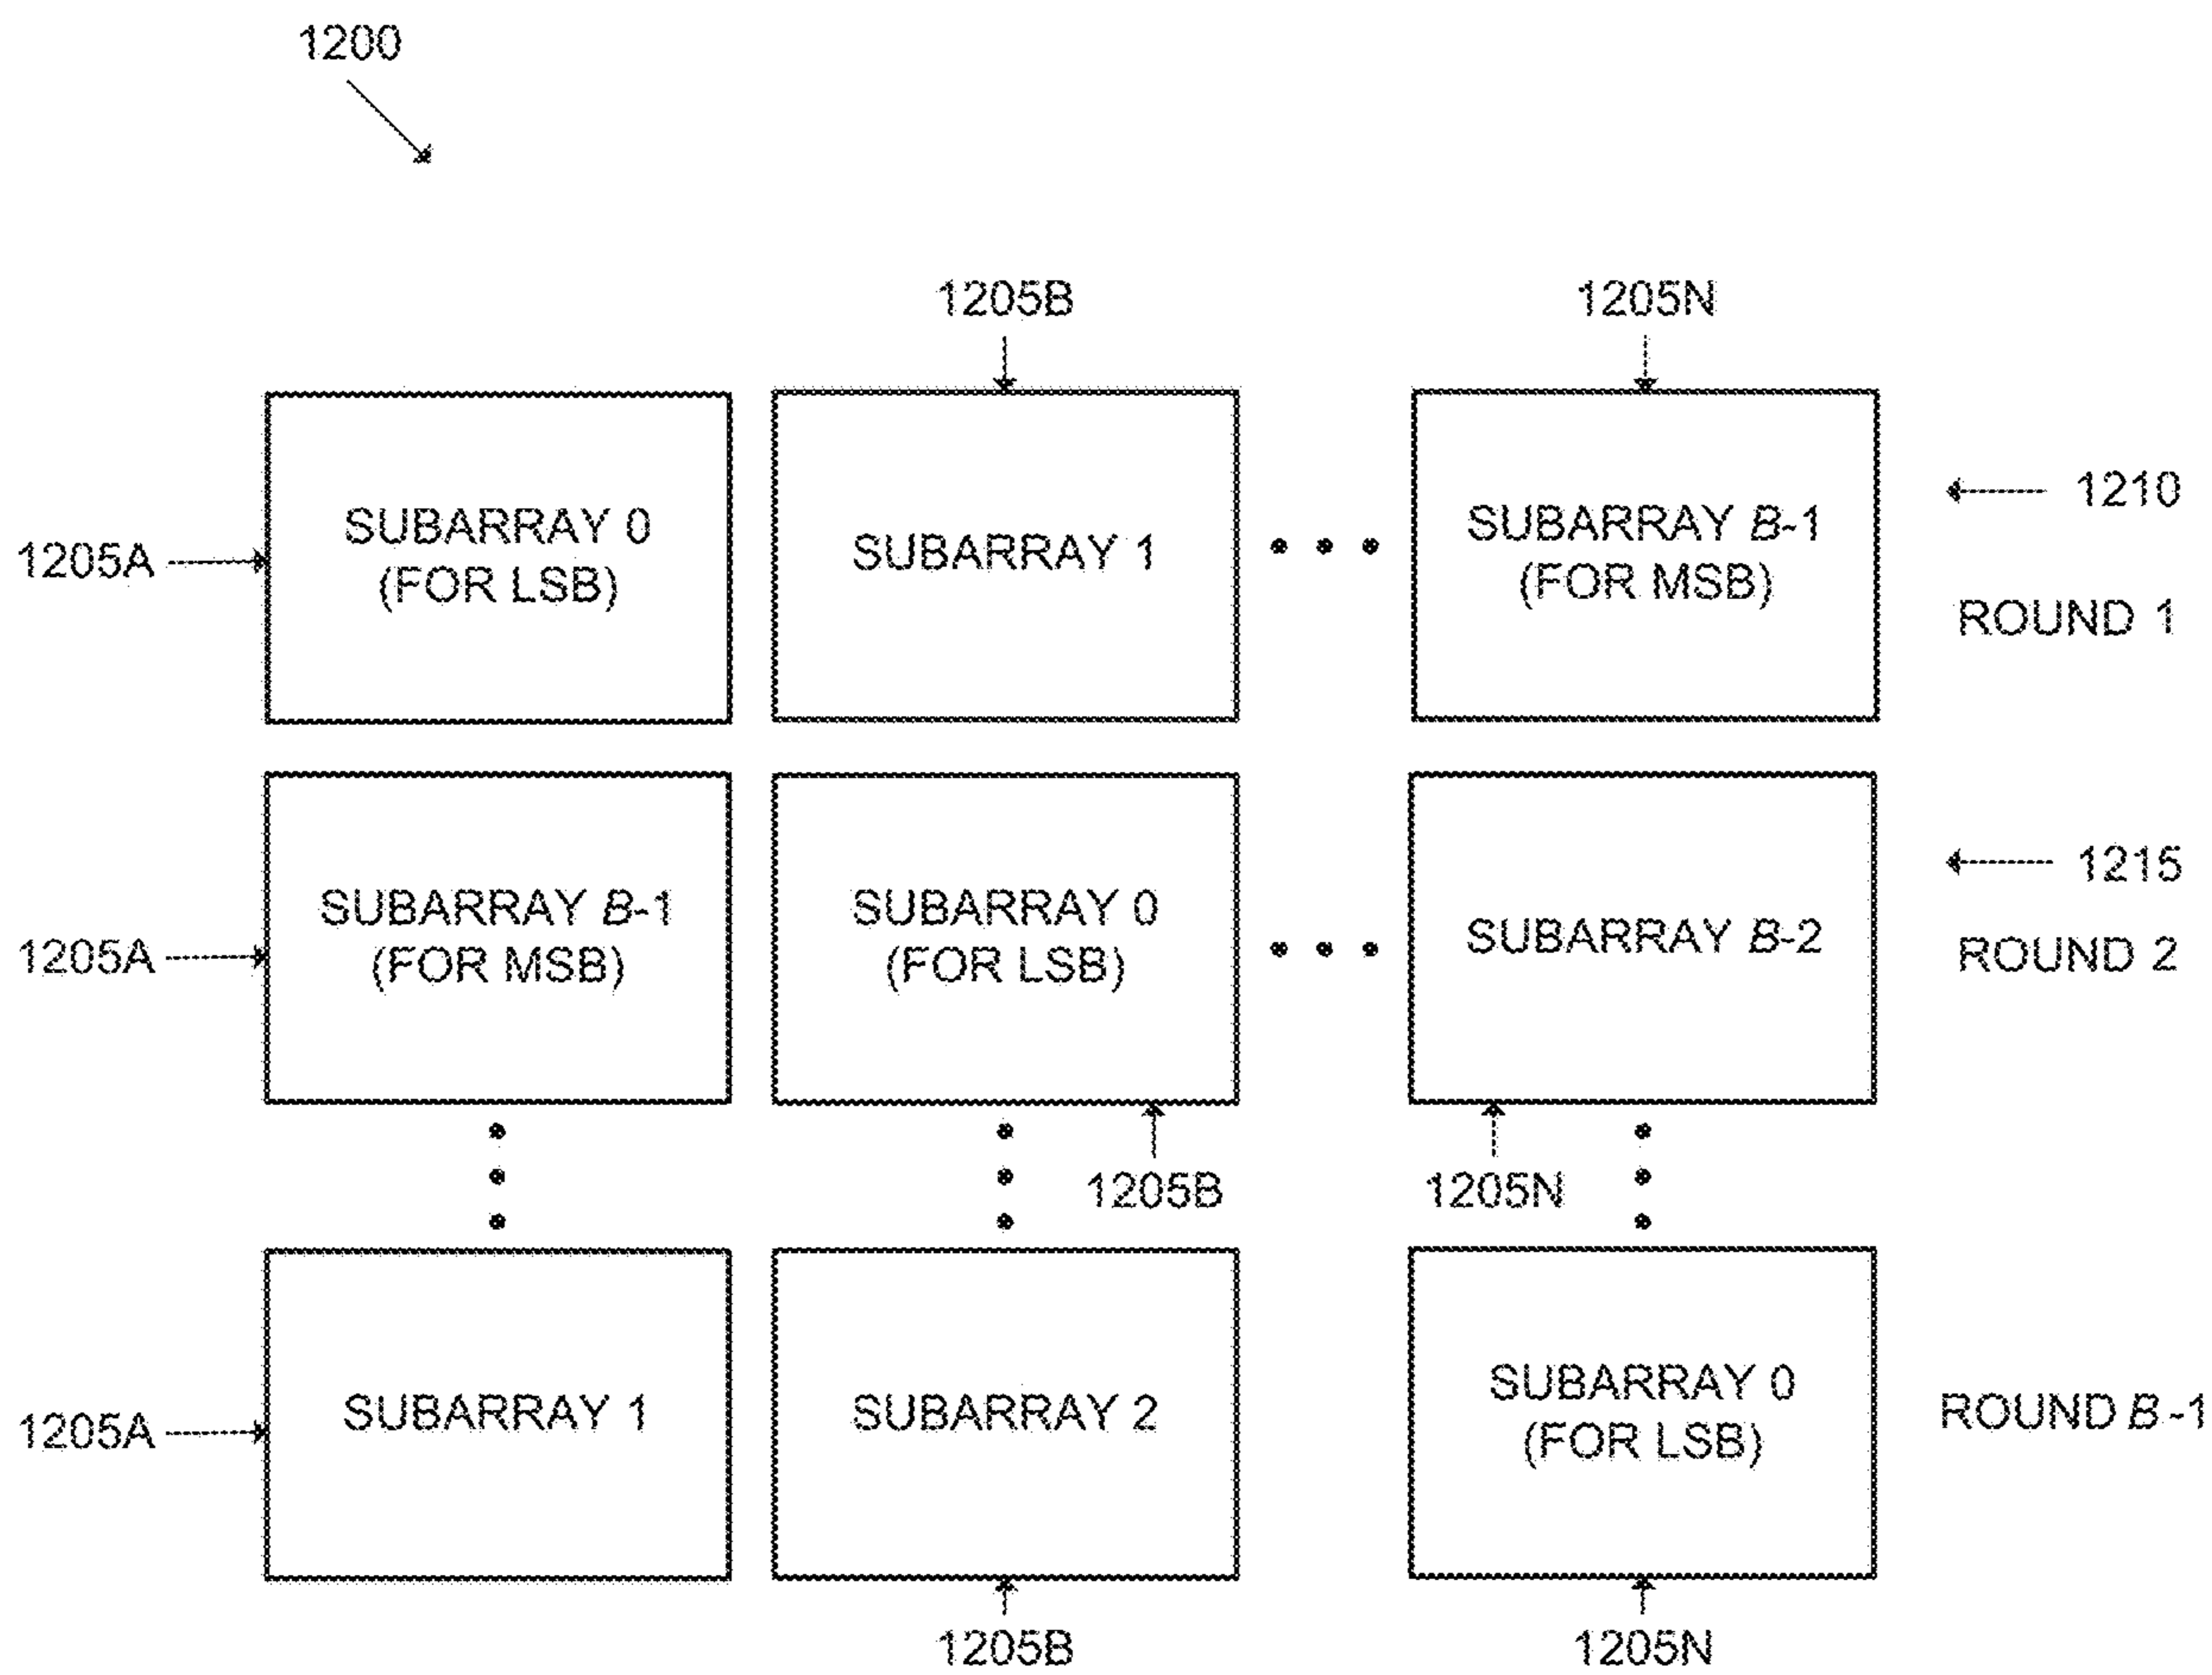 1200
1205B
1205N
SUBARRAY 0
(FOR LSB)
SUBARRAY 1
SUBARRAY B-1
(FOR MSB)
1210
ROUND 1
1205A
SUBARRAY B-1
(FOR MSB)
SUBARRAY 0
(FOR LSB)
SUBARRAY B-2
1215
ROUND 2
1205A
1205B
1205N
SUBARRAY 1
SUBARRAY 2
SUBARRAY 0
(FOR LSB)
ROUND B-1
1205A
1205B
1205N